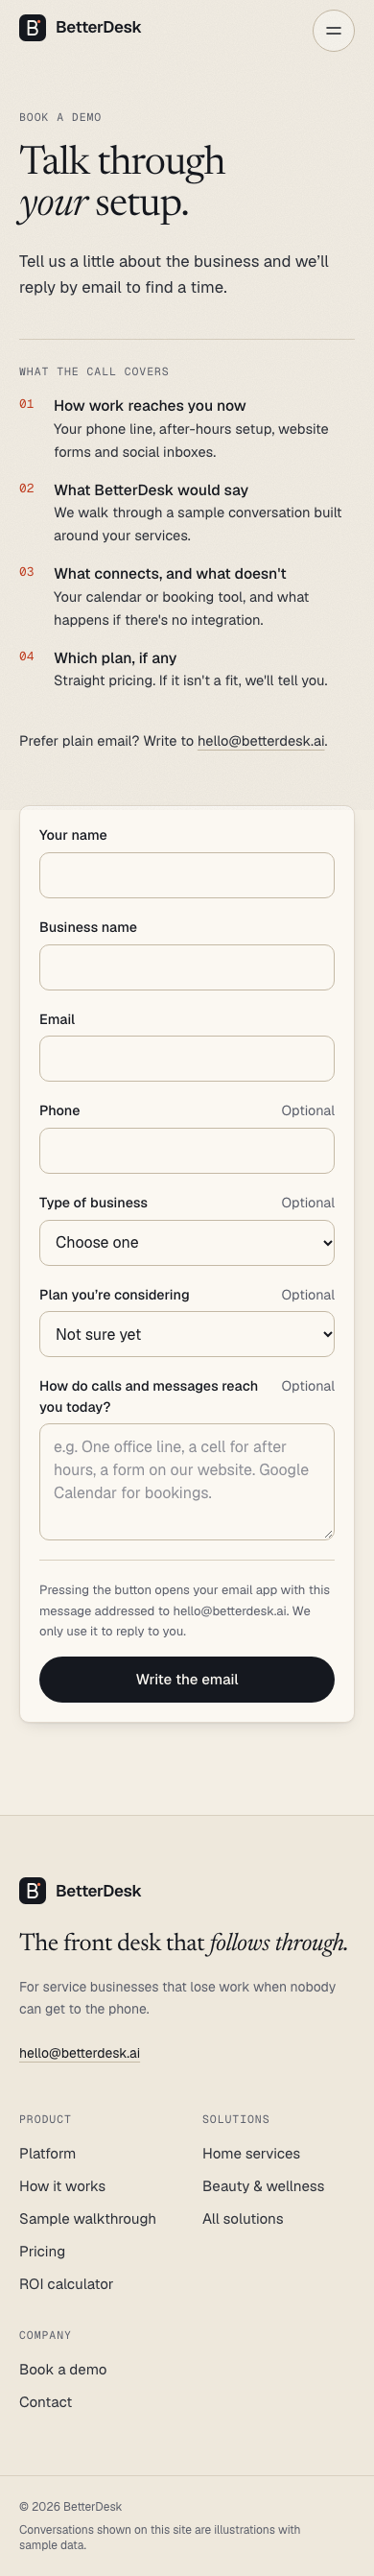 BetterDesk
BOOK A DEMO
Talk through
your setup.
Tell us a little about the business and we’ll
reply by email to find a time.
WHAT THE CALL COVERS
01 How work reaches you now
Your phone line, after-hours setup, website
forms and social inboxes.
02 What BetterDesk would say
We walk through a sample conversation built
around your services.
03 What connects, and what doesn't
Your calendar or booking tool, and what
happens if there's no integration.
04 Which plan, if any
Straight pricing. If it isn't a fit, we'll tell you.
Prefer plain email? Write to hello@betterdesk.ai.
Your name
Business name
Email
Phone Optional
Type of business Optional
Choose one
Plan you’re considering Optional
Not sure yet
How do calls and messages reach Optional
you today?
e.g. One office line, a cell for after
hours, a form on our website. Google
Calendar for bookings.
Pressing the button opens your email app with this
message addressed to hello@betterdesk.ai. We
only use it to reply to you.
Write the email
BetterDesk
The front desk that follows through.
For service businesses that lose work when nobody
can get to the phone.
hello@betterdesk.ai
PRODUCT
Platform
How it works
Sample walkthrough
Pricing
ROI calculator
SOLUTIONS
Home services
Beauty & wellness
All solutions
COMPANY
Book a demo
Contact
© 2026 BetterDesk
Conversations shown on this site are illustrations with
sample data.